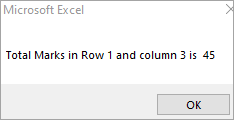 Microsoft Excel
Total Marks in Row 1 and column 3 is  45
OK